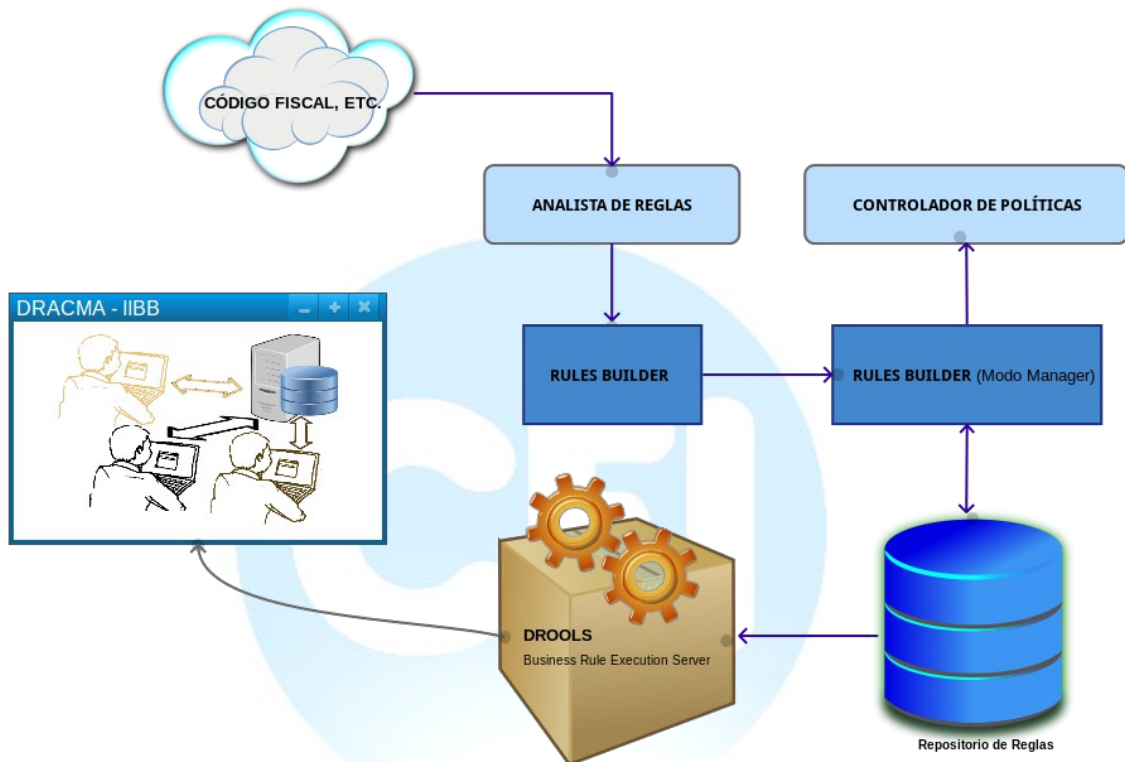 CÓDIGO FISCAL, ETC.
ANALISTA DE REGLAS
CONTROLADOR DE POLÍTICAS
DRACMA - IIBB
RULES BUILDER
RULES BUILDER (Modo Manager)
DROOLS
Business Rule Execution Server
Repositorio de Reglas
CFI